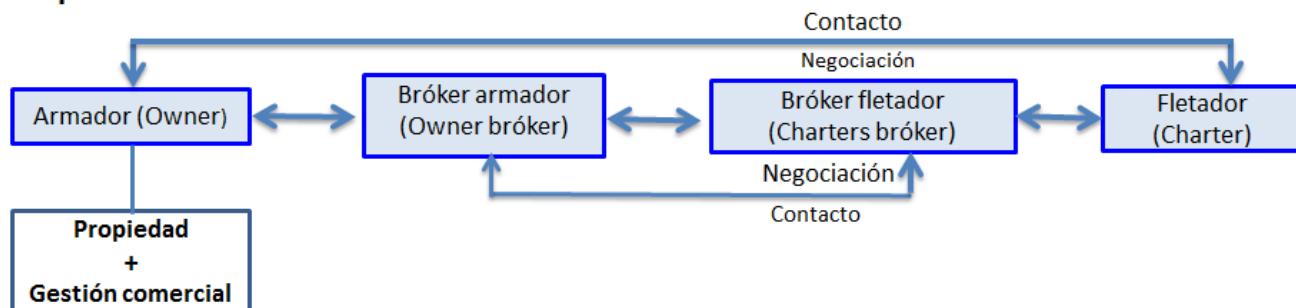 Contacto
Negociación
Armador (Owner)
Bróker armador
(Owner bróker)
Bróker fletador
(Charters bróker)
Fletador
(Charter)
Negociación
Contacto
Propiedad
+
Gestión comercial